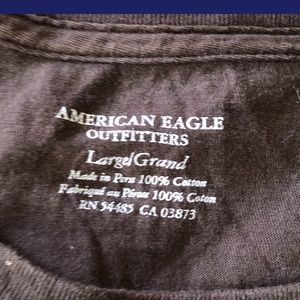 AMERICAN EAGLE
OUTFITTERS
Large/Grand
Made in Peru 100% Cotton
Fabriqué au Pérou 100% Coton
RN 54485 CA 03873